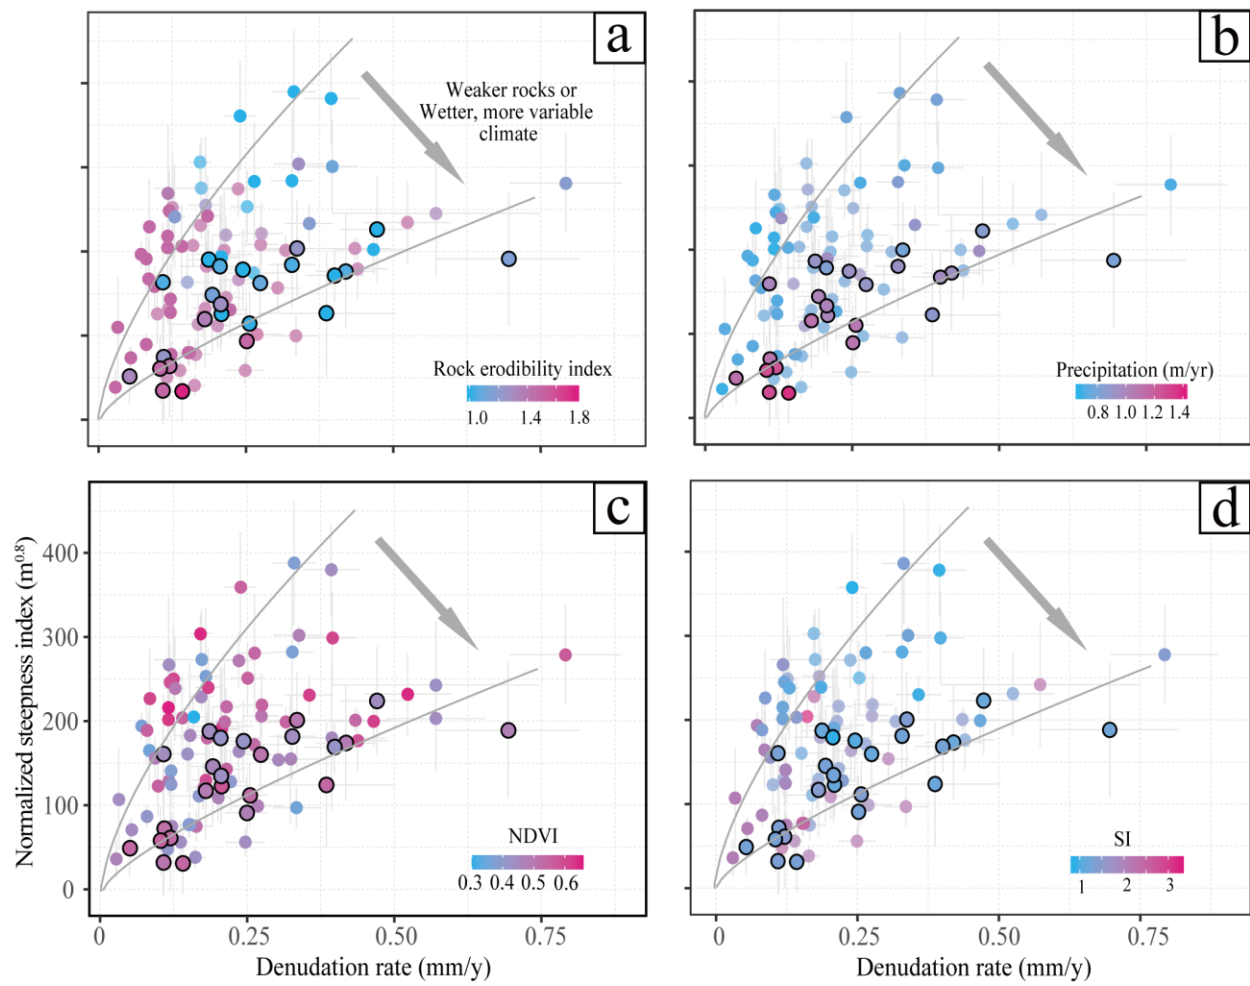 a
Weaker rocks or
Wetter, more variable
climate
Rock erodibility index
1.0 1.4 1.8
b
Precipitation (m/yr)
0.8 1.0 1.2 1.4
c
Normalized steepness index (m0.8)
400
300
200
100
0
NDVI
0.3 0.4 0.5 0.6
0 0.25 0.50 0.75
Denudation rate (mm/y)
d
SI
1 2 3
0 0.25 0.50 0.75
Denudation rate (mm/y)